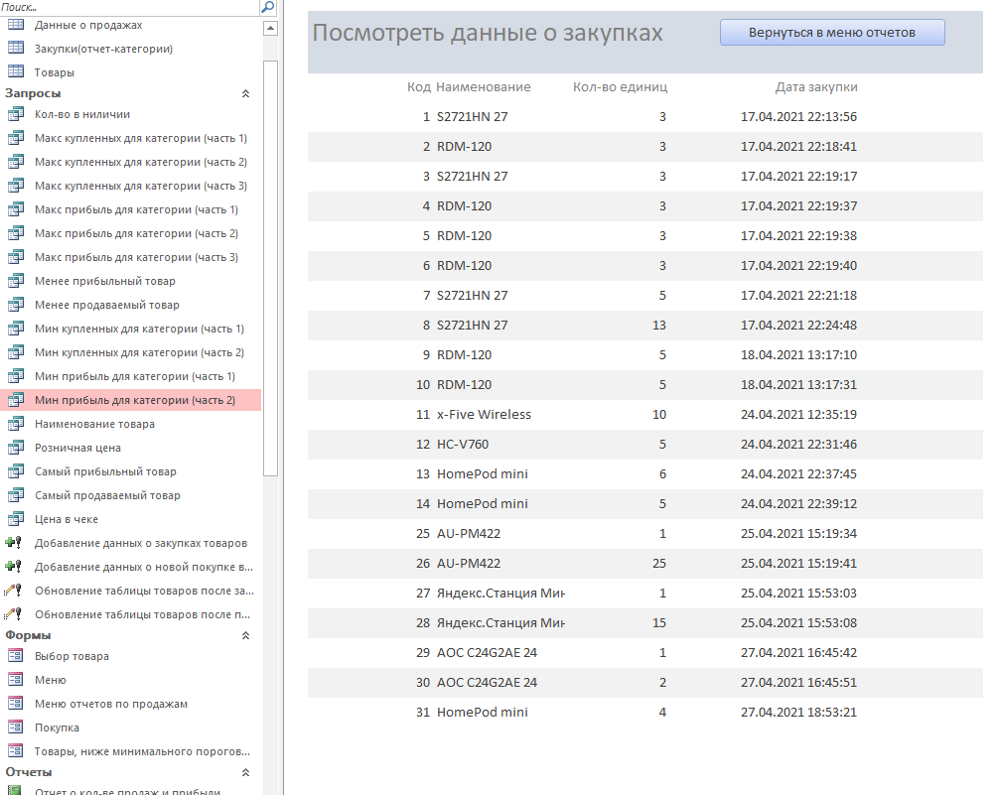 Поиск...
Данные о продажах
Закупки(отчет-категории)
Товары
Запросы
Кол-во в наличии
Макс купленных для категории (часть 1)
Макс купленных для категории (часть 2)
Макс купленных для категории (часть 3)
Макс прибыль для категории (часть 1)
Макс прибыль для категории (часть 2)
Макс прибыль для категории (часть 3)
Менее прибыльный товар
Менее продаваемый товар
Мин купленных для категории (часть 1)
Мин купленных для категории (часть 2)
Мин прибыль для категории (часть 1)
Мин прибыль для категории (часть 2)
Наименование товара
Розничная цена
Самый прибыльный товар
Самый продаваемый товар
Цена в чеке
Добавление данных о закупках товаров
Добавление данных о новой покупке в...
Обновление таблицы товаров после за...
Обновление таблицы товаров после п...
Формы
Выбор товара
Меню
Меню отчетов по продажам
Покупка
Товары, ниже минимального порогов...
Отчеты
Отчет о кол-ве продаж и прибыли
Посмотреть данные о закупках
Вернуться в меню отчетов
Код Наименование Кол-во единиц Дата закупки
1 S2721HN 27 3 17.04.2021 22:13:56
2 RDM-120 3 17.04.2021 22:18:41
3 S2721HN 27 3 17.04.2021 22:19:17
4 RDM-120 3 17.04.2021 22:19:37
5 RDM-120 3 17.04.2021 22:19:38
6 RDM-120 3 17.04.2021 22:19:40
7 S2721HN 27 5 17.04.2021 22:21:18
8 S2721HN 27 13 17.04.2021 22:24:48
9 RDM-120 5 18.04.2021 13:17:10
10 RDM-120 5 18.04.2021 13:17:31
11 x-Five Wireless 10 24.04.2021 12:35:19
12 HC-V760 5 24.04.2021 22:31:46
13 HomePod mini 6 24.04.2021 22:37:45
14 HomePod mini 5 24.04.2021 22:39:12
25 AU-PM422 1 25.04.2021 15:19:34
26 AU-PM422 25 25.04.2021 15:19:41
27 Яндекс.Станция Мин 1 25.04.2021 15:53:03
28 Яндекс.Станция Мин 15 25.04.2021 15:53:08
29 AOC C24G2AE 24 1 27.04.2021 16:45:42
30 AOC C24G2AE 24 2 27.04.2021 16:45:51
31 HomePod mini 4 27.04.2021 18:53:21